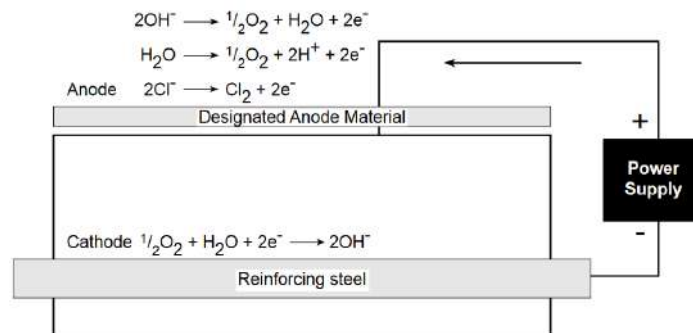 2OH⁻ ⟶ ¹/₂O₂ + H₂O + 2e⁻
H₂O ⟶ ¹/₂O₂ + 2H⁺ + 2e⁻
Anode 2Cl⁻ ⟶ Cl₂ + 2e⁻
Designated Anode Material
+
Power
Supply
-
Cathode ¹/₂O₂ + H₂O + 2e⁻ ⟶ 2OH⁻
Reinforcing steel